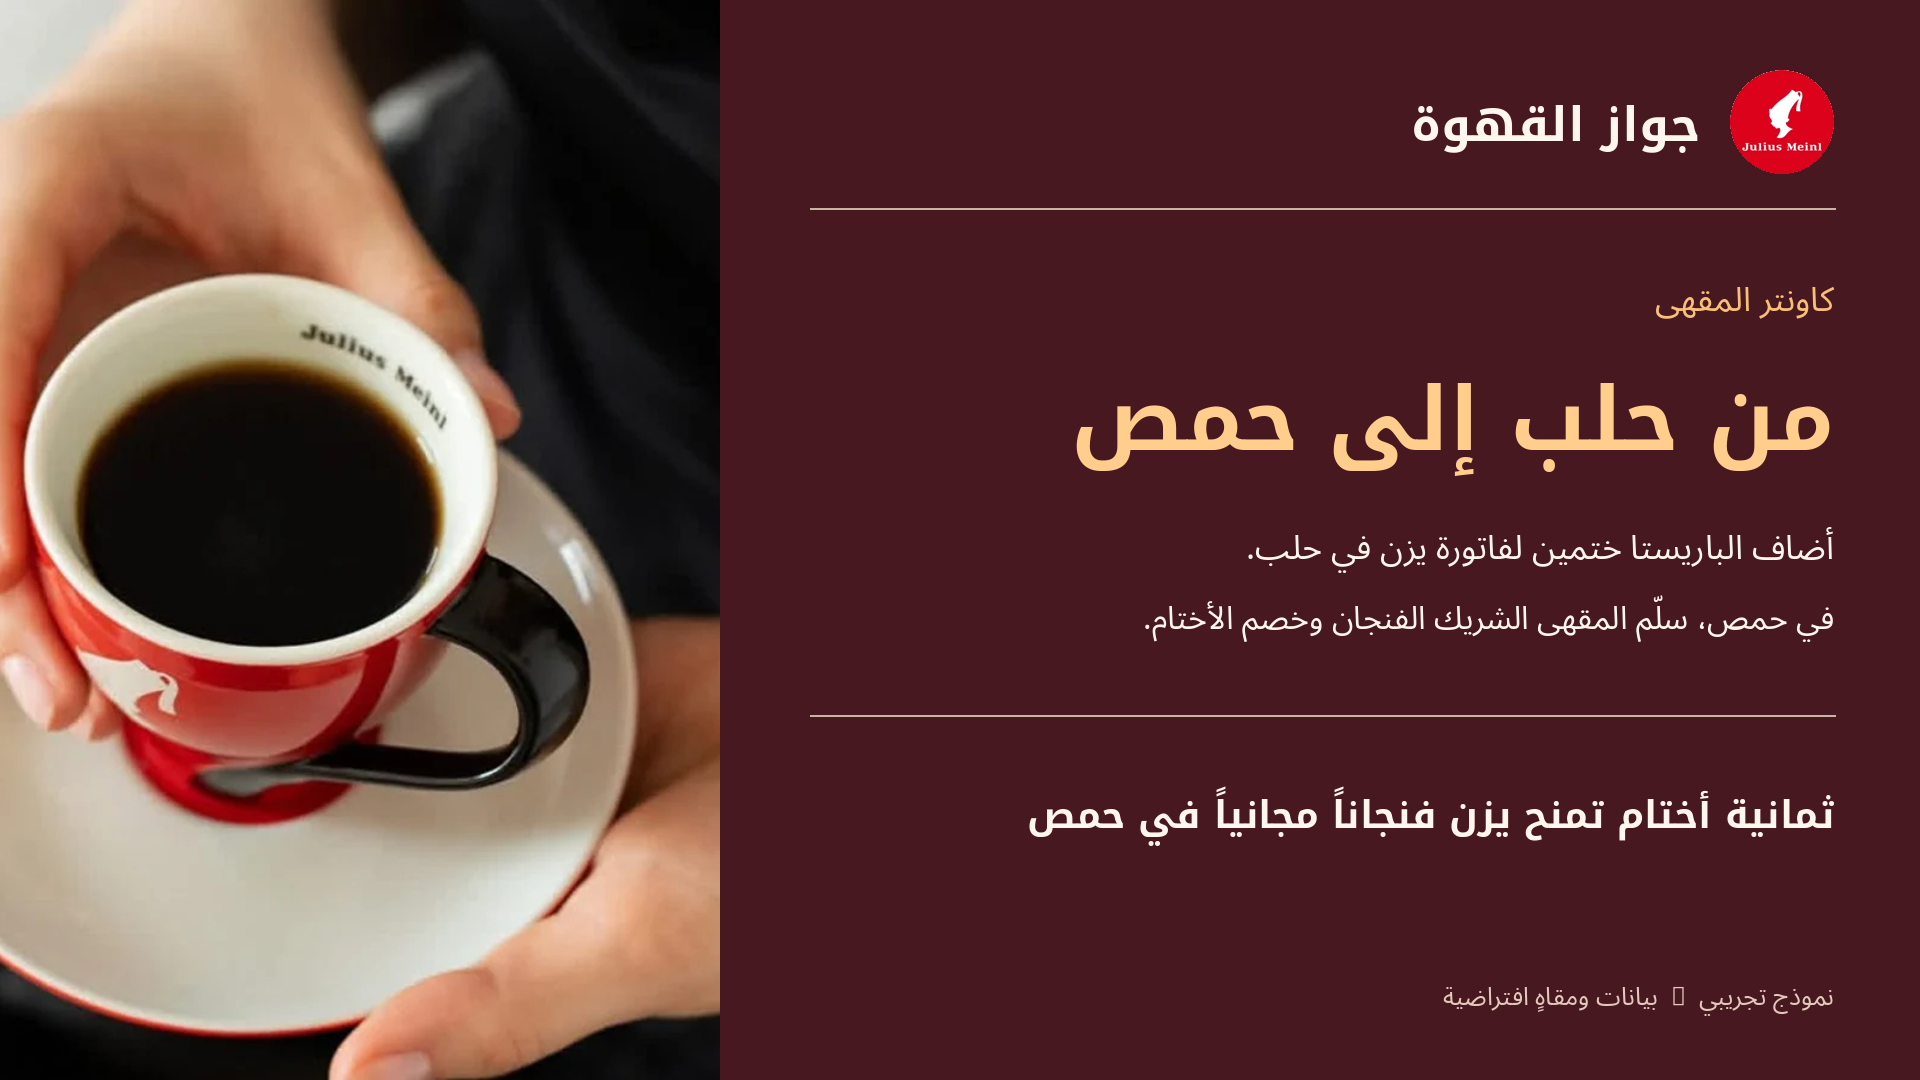 جواز القهوة
Julius Meinl
كاونتر المقهى
من حلب إلى حمص
أضاف الباريستا ختمين لفاتورة يزن في حلب.
في حمص، سلّم المقهى الشريك الفنجان وخصم الأختام.
ثمانية أختام تمنح يزن فنجاناً مجانياً في حمص
نموذج تجريبي ▯ بيانات ومقاهٍ افتراضية
Julius Meinl